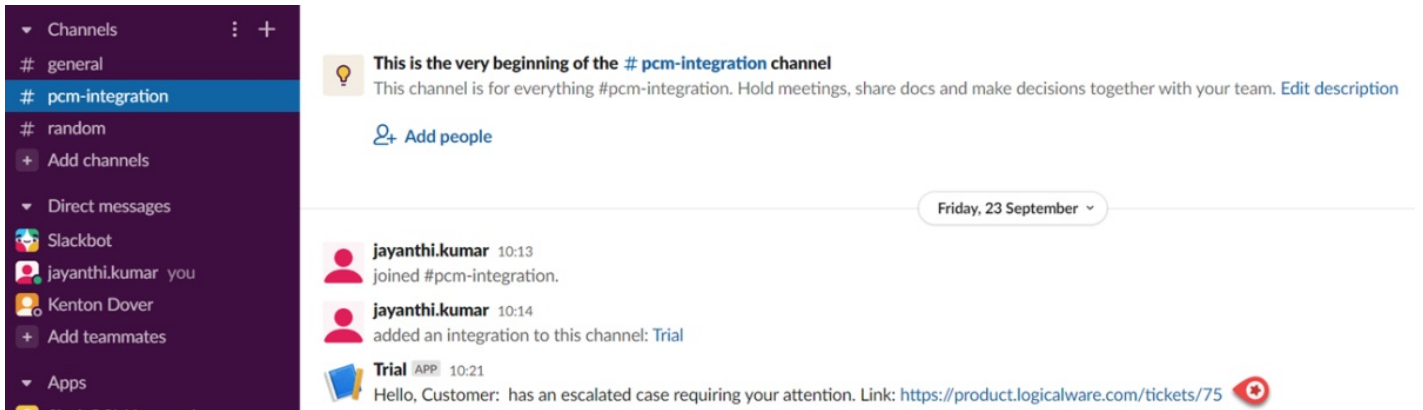 Channels
# general
# pcm-integration
# random
+ Add channels
Direct messages
Slackbot
jayanthi.kumar you
Kenton Dover
+ Add teammates
Apps
This is the very beginning of the # pcm-integration channel
This channel is for everything #pcm-integration. Hold meetings, share docs and make decisions together with your team. Edit description
Add people
Friday, 23 September
jayanthi.kumar 10:13
joined #pcm-integration.
jayanthi.kumar 10:14
added an integration to this channel: Trial
Trial APP 10:21
Hello, Customer:  has an escalated case requiring your attention. Link: https://product.logicalware.com/tickets/75